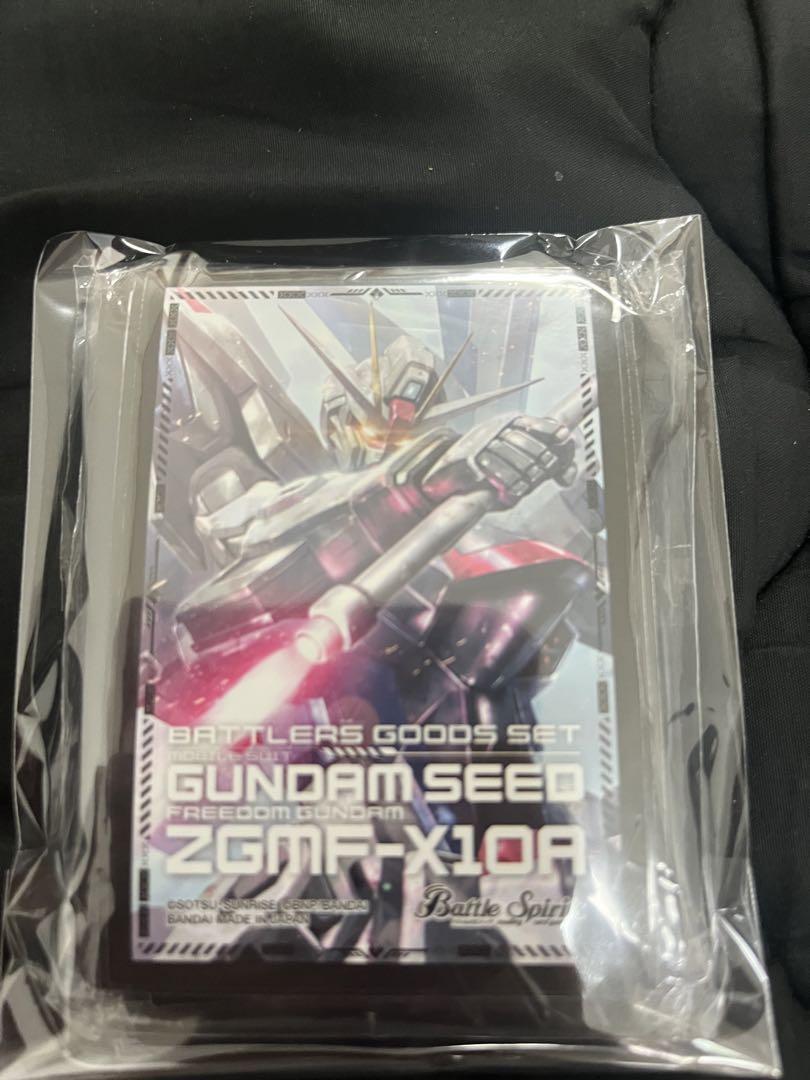 BATTLERS GOODS SET
MOBILE SUIT
GUNDAM SEED
FREEDOM GUNDAM
ZGMF-X10A
©SOTSU・SUNRISE ©BNP/BANDAI
BANDAI MADE IN JAPAN
Battle Spirits